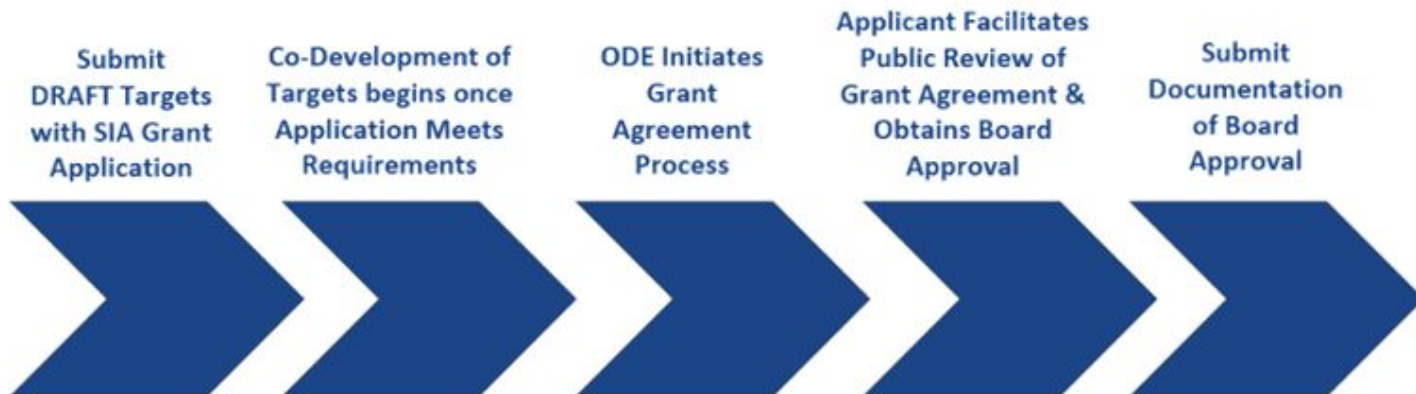 Submit
DRAFT Targets
with SIA Grant
Application
Co-Development of
Targets begins once
Application Meets
Requirements
ODE Initiates
Grant
Agreement
Process
Applicant Facilitates
Public Review of
Grant Agreement &
Obtains Board
Approval
Submit
Documentation
of Board
Approval